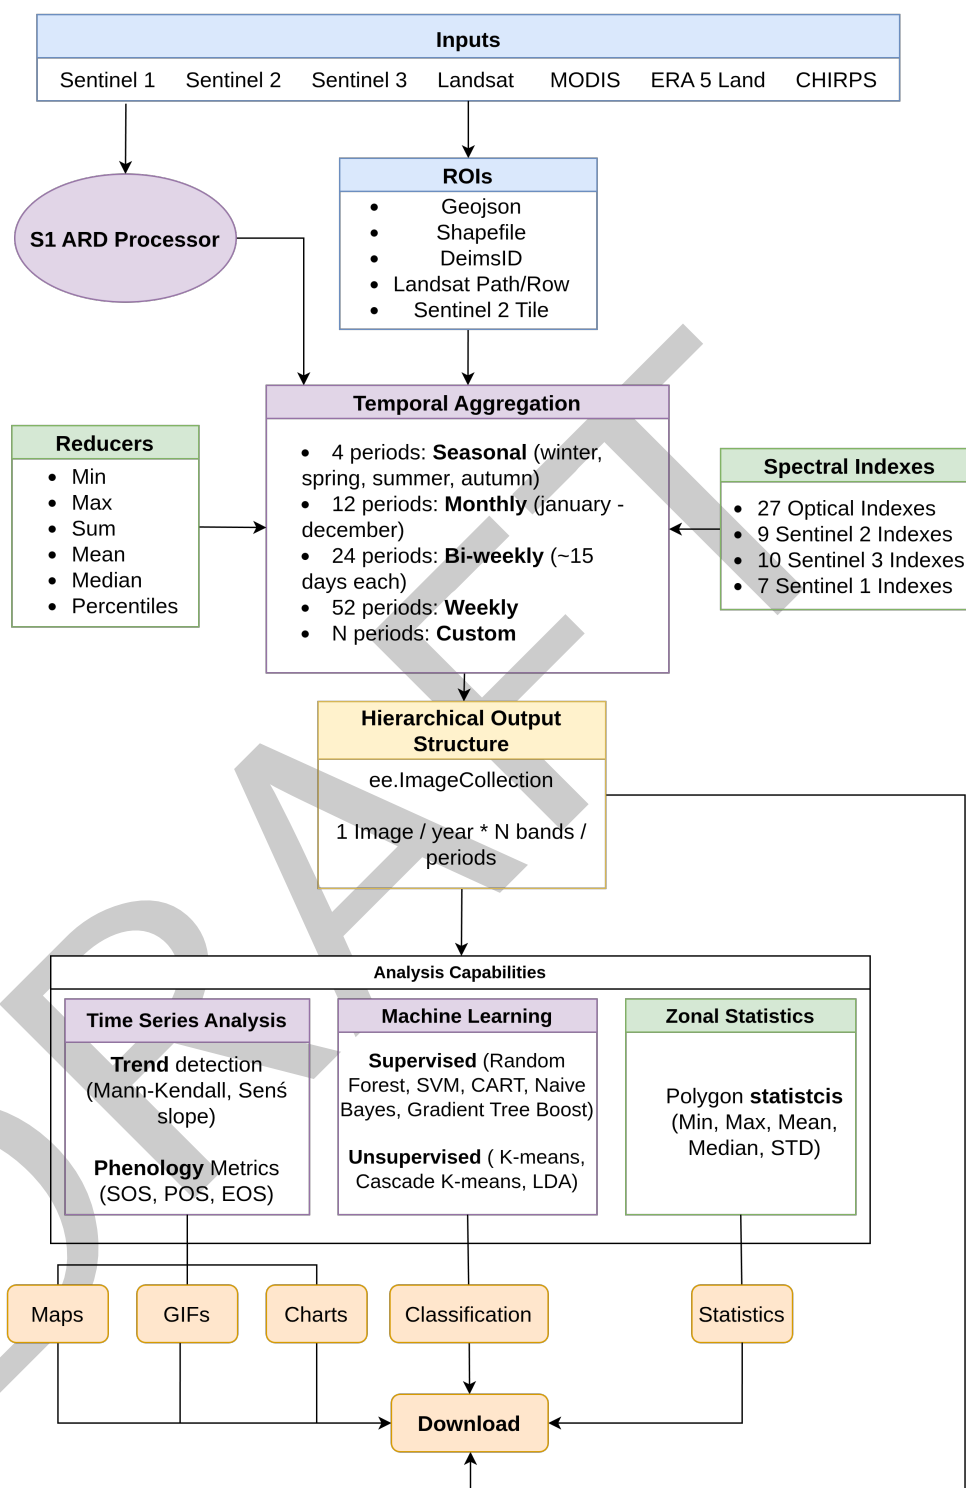 Inputs
Sentinel 1 Sentinel 2 Sentinel 3 Landsat MODIS ERA 5 Land CHIRPS
ROIs
• Geojson
• Shapefile
• DeimsID
• Landsat Path/Row
• Sentinel 2 Tile
S1 ARD Processor
Temporal Aggregation
• 4 periods: Seasonal (winter,
spring, summer, autumn)
• 12 periods: Monthly (january -
december)
• 24 periods: Bi-weekly (~15
days each)
• 52 periods: Weekly
• N periods: Custom
Reducers
• Min
• Max
• Sum
• Mean
• Median
• Percentiles
Spectral Indexes
• 27 Optical Indexes
• 9 Sentinel 2 Indexes
• 10 Sentinel 3 Indexes
• 7 Sentinel 1 Indexes
Hierarchical Output
Structure
ee.ImageCollection
1 Image / year * N bands /
periods
Analysis Capabilities
Time Series Analysis
Trend detection
(Mann-Kendall, Senś
slope)
Phenology Metrics
(SOS, POS, EOS)
Machine Learning
Supervised (Random
Forest, SVM, CART, Naive
Bayes, Gradient Tree Boost)
Unsupervised ( K-means,
Cascade K-means, LDA)
Zonal Statistics
Polygon statistcis
(Min, Max, Mean,
Median, STD)
Maps
GIFs
Charts
Classification
Statistics
Download
DRAFT